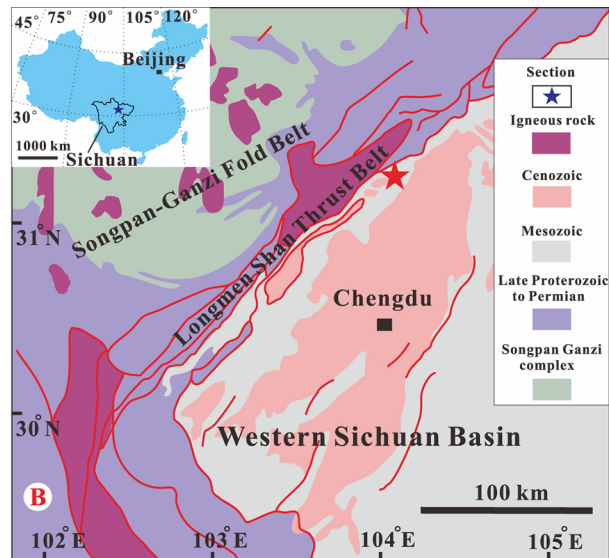 45° 75° 90° 105° 120°
Beijing
30°
1000 km
Sichuan
Section
Igneous rock
Cenozoic
Mesozoic
Late Proterozoic
to Permian
Songpan Ganzi
complex
Songpan-Ganzi Fold Belt
Longmen Shan Thrust Belt
31°N
Chengdu
30°N
Western Sichuan Basin
B
100 km
102°E 103°E 104°E 105°E